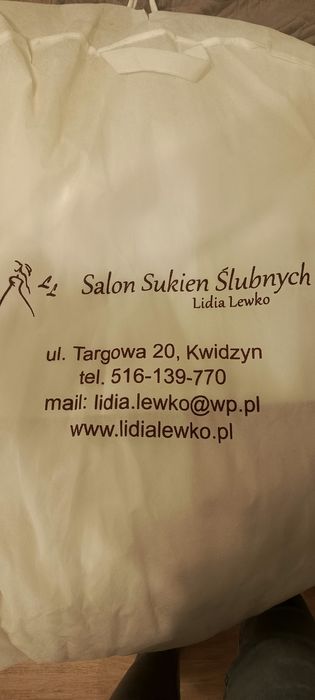 Salon Sukien Ślubnych
Lidia Lewko
ul. Targowa 20, Kwidzyn
tel. 516-139-770
mail: lidia.lewko@wp.pl
www.lidialewko.pl